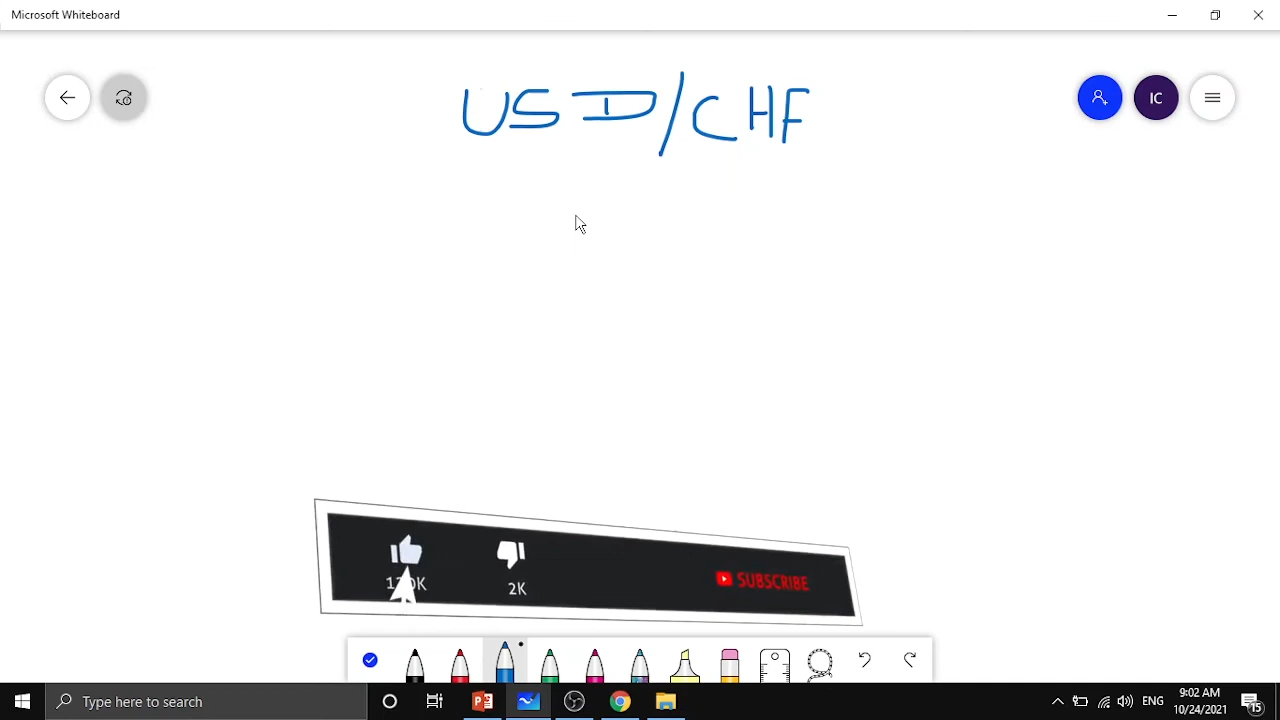 Microsoft Whiteboard
USD/CHF
IC
2K
SUBSCRIBE
Type here to search
ENG
9:02 AM
10/24/2021
15